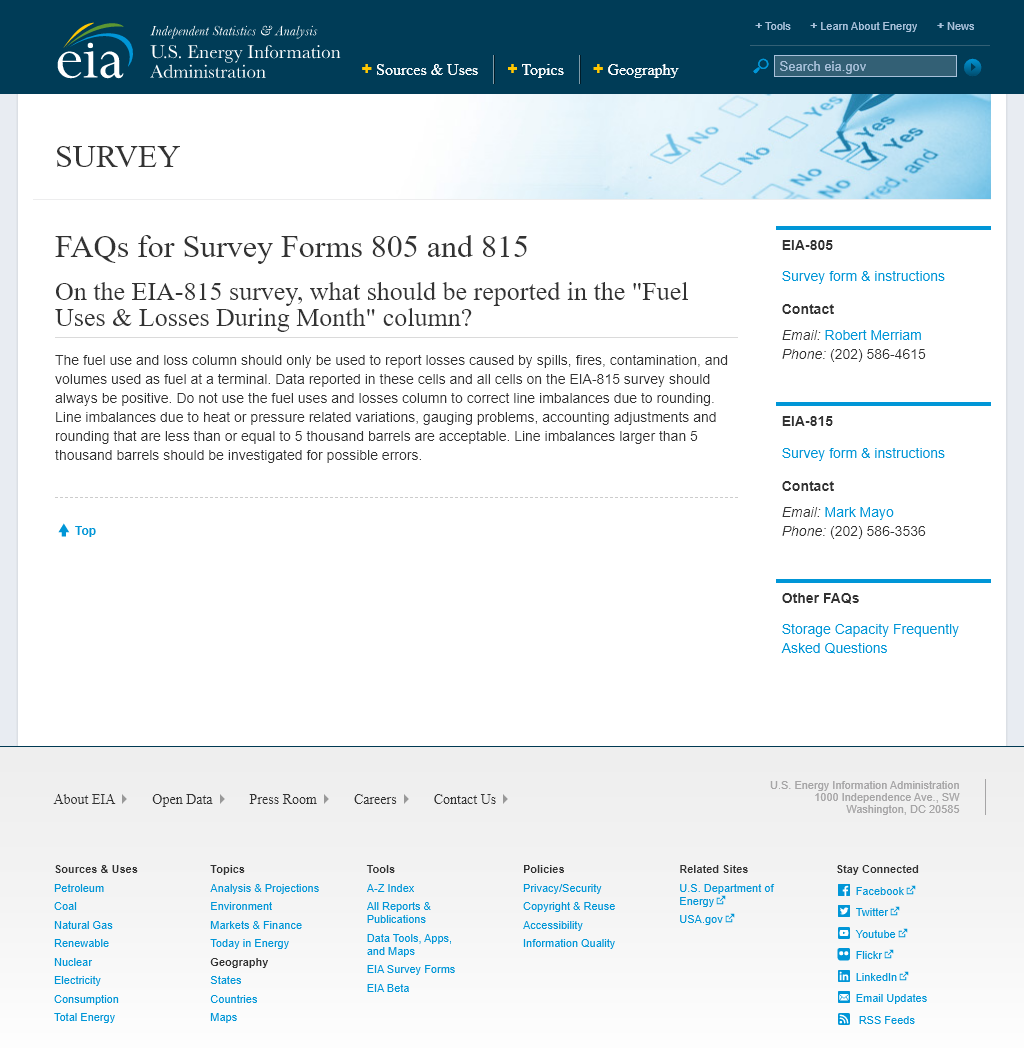 eia
Independent Statistics & Analysis
U.S. Energy Information
Administration
+ Sources & Uses
+ Topics
+ Geography
+ Tools
+ Learn About Energy
+ News
Search eia.gov
SURVEY
No
Yes
No
Yes
No
Yes
No
red, and
FAQs for Survey Forms 805 and 815
On the EIA-815 survey, what should be reported in the "Fuel
Uses & Losses During Month" column?
The fuel use and loss column should only be used to report losses caused by spills, fires, contamination, and
volumes used as fuel at a terminal. Data reported in these cells and all cells on the EIA-815 survey should
always be positive. Do not use the fuel uses and losses column to correct line imbalances due to rounding.
Line imbalances due to heat or pressure related variations, gauging problems, accounting adjustments and
rounding that are less than or equal to 5 thousand barrels are acceptable. Line imbalances larger than 5
thousand barrels should be investigated for possible errors.
Top
EIA-805
Survey form & instructions
Contact
Email: Robert Merriam
Phone: (202) 586-4615
EIA-815
Survey form & instructions
Contact
Email: Mark Mayo
Phone: (202) 586-3536
Other FAQs
Storage Capacity Frequently
Asked Questions
About EIA
Open Data
Press Room
Careers
Contact Us
U.S. Energy Information Administration
1000 Independence Ave., SW
Washington, DC 20585
Sources & Uses
Petroleum
Coal
Natural Gas
Renewable
Nuclear
Electricity
Consumption
Total Energy
Topics
Analysis & Projections
Environment
Markets & Finance
Today in Energy
Geography
States
Countries
Maps
Tools
A-Z Index
All Reports &
Publications
Data Tools, Apps,
and Maps
EIA Survey Forms
EIA Beta
Policies
Privacy/Security
Copyright & Reuse
Accessibility
Information Quality
Related Sites
U.S. Department of
Energy
USA.gov
Stay Connected
Facebook
Twitter
Youtube
Flickr
LinkedIn
Email Updates
RSS Feeds